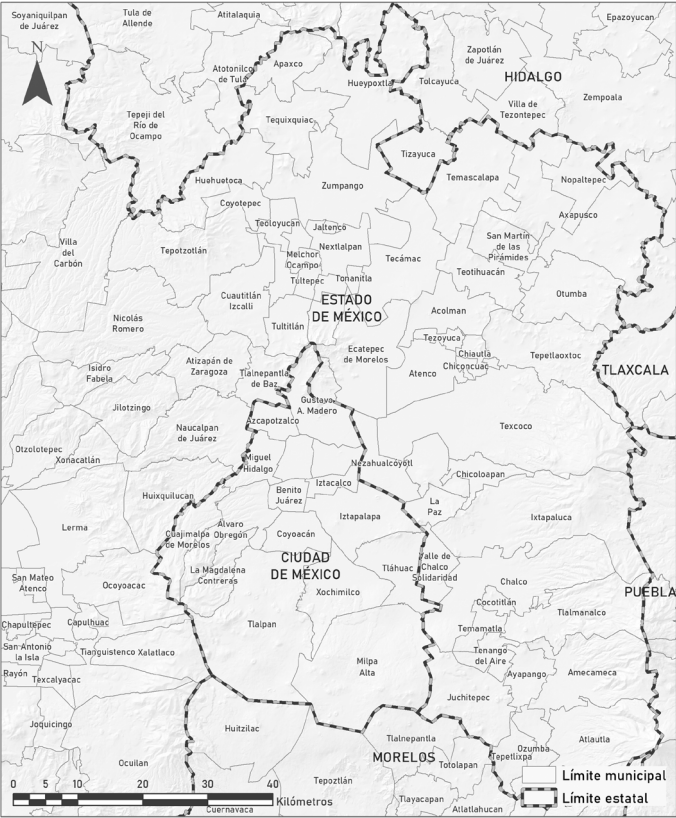 Soyaniquilpan
de Juárez
Tula de
Allende
Atitalaquia
Epazoyucan
N
Zapotlán
de Juárez
HIDALGO
Apaxco
Atotonilco
de Tula
Hueypoxtla
Tolcayuca
Villa de
Tezontepec
Zempoala
Tepeji del
Río de
Ocampo
Tequixquiac
Tizayuca
Huehuetoca
Zumpango
Temascalapa
Nopaltepec
Coyotepec
Axapusco
Teoloyucan
Jaltenco
Villa
del
Carbón
Tepotzotlán
Nextlalpan
Melchor
Ocampo
Tecámac
San Martín
de las
Pirámides
Teotihuacán
Tultepec
Tonanitla
Cuautitlán
Izcalli
ESTADO
DE MÉXICO
Otumba
Nicolás
Romero
Tultitlán
Acolman
Tezoyuca
Ecatepec
de Morelos
Chiautla
Chiconcuac
Tepetlaoxtoc
TLAXCALA
Isidro
Fabela
Atizapán de
Zaragoza
Tlalnepantla
de Baz
Atenco
Jilotzingo
Gustavo
A. Madero
Azcapotzalco
Naucalpan
de Juárez
Texcoco
Otzolotepec
Xonacatlán
Miguel
Hidalgo
Nezahualcóyotl
Chicoloapan
Huixquilucan
Benito
Juárez
Iztacalco
La
Paz
Lerma
Iztapalapa
Ixtapaluca
Álvaro
Obregón
Cuajimalpa
de Morelos
Coyoacán
CIUDAD
DE MÉXICO
Valle de
Chalco
Solidaridad
Tláhuac
La Magdalena
Contreras
San Mateo
Atenco
Ocoyoacac
Xochimilco
Chalco
PUEBLA
Cocotitlán
Tlalmanalco
Chapultepec
Capulhuac
Tlalpan
Temamatla
San Antonio
la Isla
Tianguistenco Xalatlaco
Tenango
del Aire
Rayón
Texcalyacac
Milpa
Alta
Ayapango
Amecameca
Juchitepec
Joquicingo
Huitzilac
Tlalnepantla
Atlautla
Ozumba
Tepetlixpa
Ocuilan
MORELOS
Totolapan
Tepoztlán
Límite municipal
0 5 10 20 30 40
Kilómetros
Límite estatal
Tlayacapan
Cuernavaca
Atlatlahucan